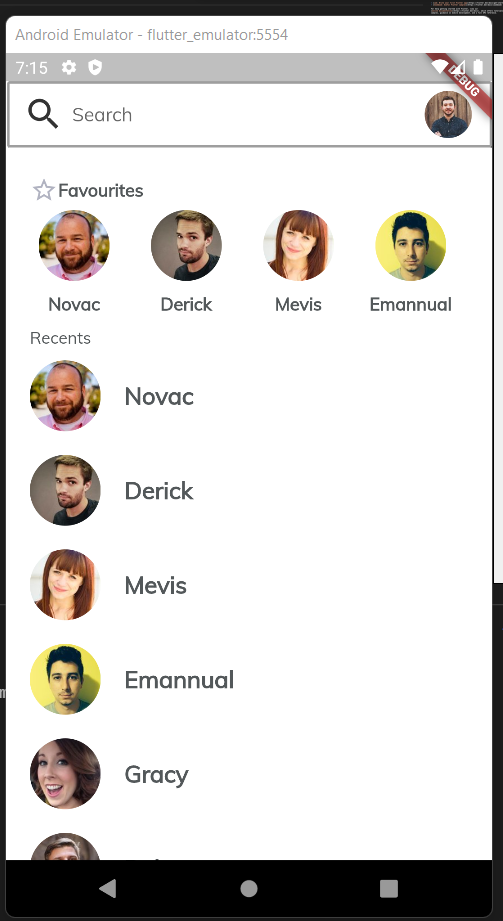 Android Emulator - flutter_emulator:5554
7:15
DEBUG
Search
Favourites
Novac Derick Mevis Emannual
Recents
Novac
Derick
Mevis
Emannual
Gracy